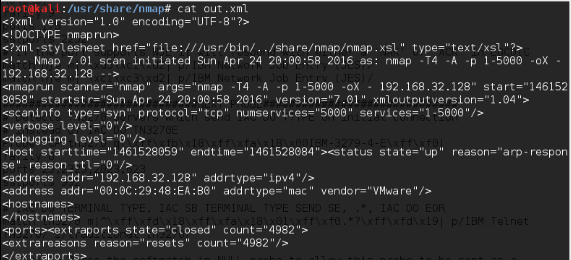 root@kali:/usr/share/nmap# cat out.xml
<?xml version="1.0" encoding="UTF-8"?>
<!DOCTYPE nmaprun>
<?xml-stylesheet href="file:///usr/bin/../share/nmap/nmap.xsl" type="text/xsl"?>
<!-- Nmap 7.01 scan initiated Sun Apr 24 20:00:58 2016 as: nmap -T4 -A -p 1-5000 -oX -
192.168.32.128 -->
<nmaprun scanner="nmap" args="nmap -T4 -A -p 1-5000 -oX - 192.168.32.128" start="146152
8058" startstr="Sun Apr 24 20:00:58 2016" version="7.01" xmloutputversion="1.04">
<scaninfo type="syn" protocol="tcp" numservices="5000" services="1-5000"/>
<verbose level="0"/>
<debugging level="0"/>
<host starttime="1461528059" endtime="1461528084"><status state="up" reason="arp-respon
se" reason_ttl="0"/>
<address addr="192.168.32.128" addrtype="ipv4"/>
<address addr="00:0C:29:48:EA:B0" addrtype="mac" vendor="VMware"/>
<hostnames>
</hostnames>
<ports><extraports state="closed" count="4982">
<extrareasons reason="resets" count="4982"/>
</extraports>